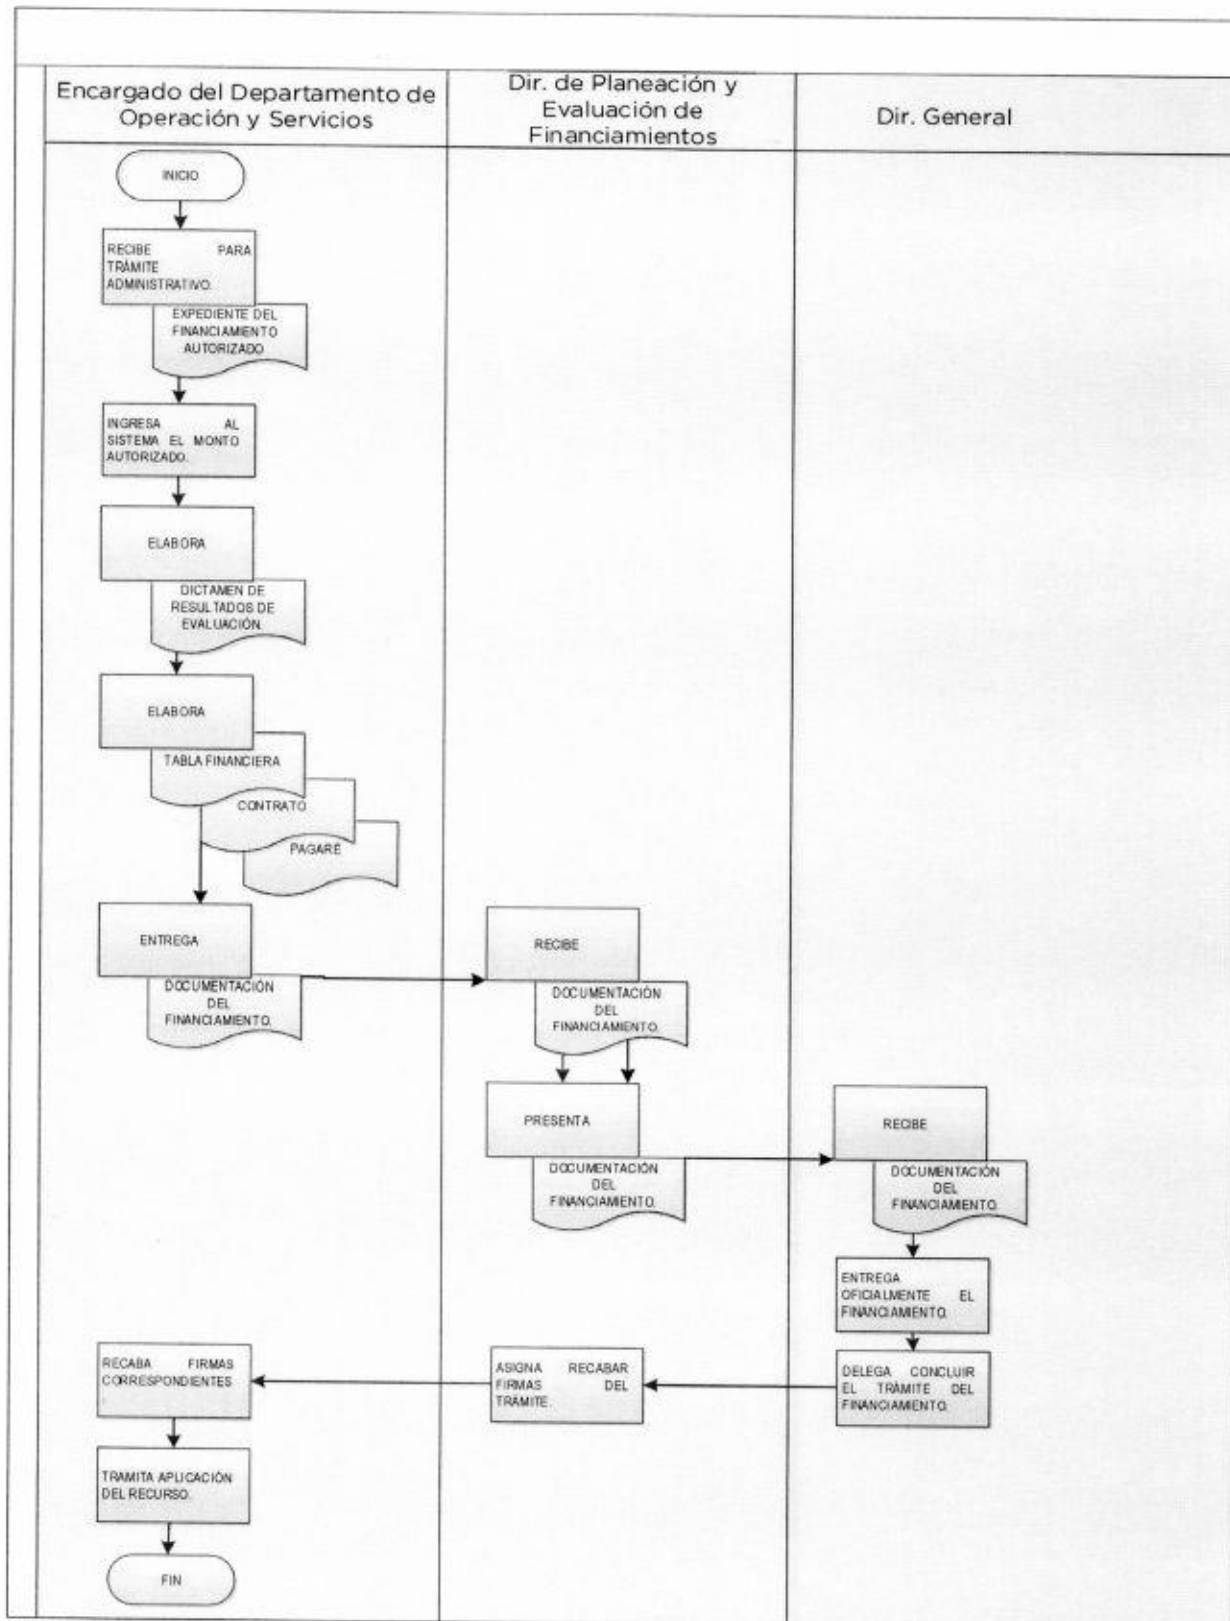 Encargado del Departamento de
Operación y Servicios
Dir. de Planeación y
Evaluación de
Financiamientos
Dir. General
INICIO
RECIBE PARA
TRÁMITE
ADMINISTRATIVO.
EXPEDIENTE DEL
FINANCIAMIENTO
AUTORIZADO
INGRESA AL
SISTEMA EL MONTO
AUTORIZADO.
ELABORA
DICTAMEN DE
RESULTADOS DE
EVALUACIÓN.
ELABORA
TABLA FINANCIERA
CONTRATO
PAGARÉ
ENTREGA
DOCUMENTACIÓN
DEL
FINANCIAMIENTO.
RECIBE
DOCUMENTACIÓN
DEL
FINANCIAMIENTO.
PRESENTA
DOCUMENTACIÓN
DEL
FINANCIAMIENTO.
RECIBE
DOCUMENTACIÓN
DEL
FINANCIAMIENTO.
ENTREGA
OFICIALMENTE EL
FINANCIAMIENTO.
DELEGA CONCLUIR
EL TRÁMITE DEL
FINANCIAMIENTO.
ASIGNA RECABAR
FIRMAS DEL
TRÁMITE.
RECABA FIRMAS
CORRESPONDIENTES
.
TRAMITA APLICACIÓN
DEL RECURSO.
FIN